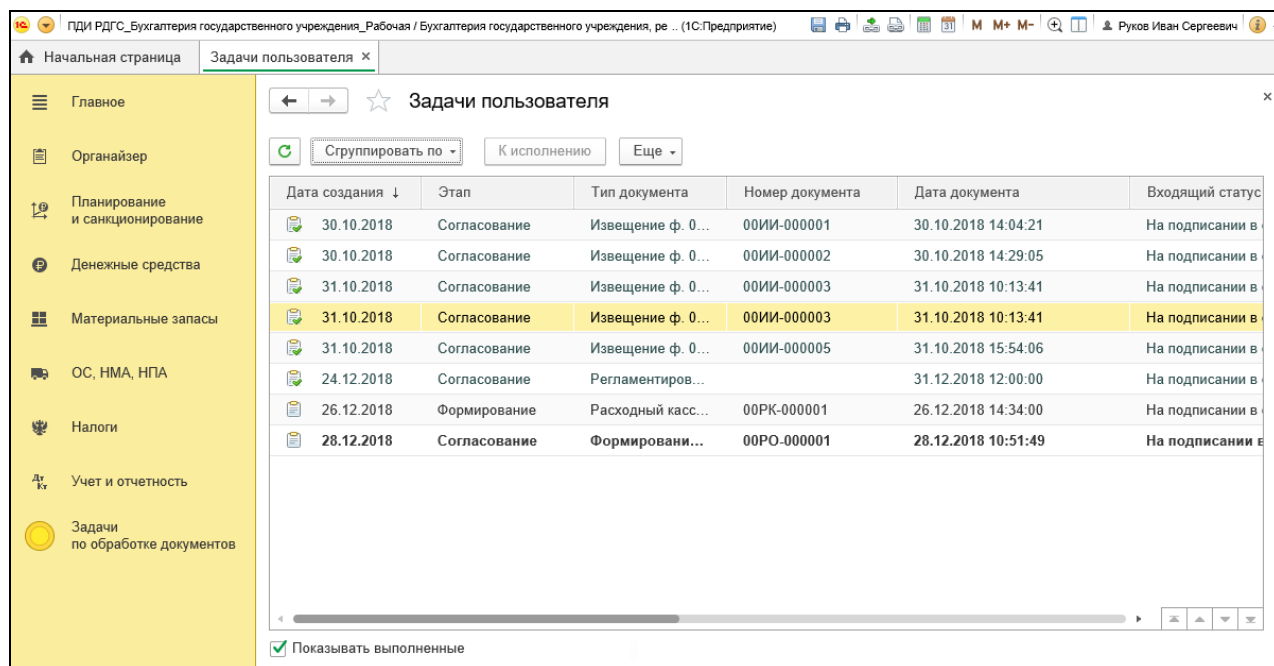 1С ПДИ РДГС_Бухгалтерия государственного учреждения_Рабочая / Бухгалтерия государственного учреждения, ре .. (1С:Предприятие) 31 M M+ M- Руков Иван Сергеевич i
Начальная страница Задачи пользователя ×
Главное
Органайзер
Планирование
и санкционирование
Денежные средства
Материальные запасы
ОС, НМА, НПА
Налоги
Дт
Кт
Учет и отчетность
Задачи
по обработке документов
Задачи пользователя ×
Сгруппировать по К исполнению Еще
Дата создания ↓ Этап Тип документа Номер документа Дата документа Входящий статус
30.10.2018 Согласование Извещение ф. 0... 00ИИ-000001 30.10.2018 14:04:21 На подписании в
30.10.2018 Согласование Извещение ф. 0... 00ИИ-000002 30.10.2018 14:29:05 На подписании в
31.10.2018 Согласование Извещение ф. 0... 00ИИ-000003 31.10.2018 10:13:41 На подписании в
31.10.2018 Согласование Извещение ф. 0... 00ИИ-000003 31.10.2018 10:13:41 На подписании в
31.10.2018 Согласование Извещение ф. 0... 00ИИ-000005 31.10.2018 15:54:06 На подписании в
24.12.2018 Согласование Регламентиров... 31.12.2018 12:00:00 На подписании в
26.12.2018 Формирование Расходный касс... 00РК-000001 26.12.2018 14:34:00 На подписании в
28.12.2018 Согласование Формировани... 00РО-000001 28.12.2018 10:51:49 На подписании в
Показывать выполненные